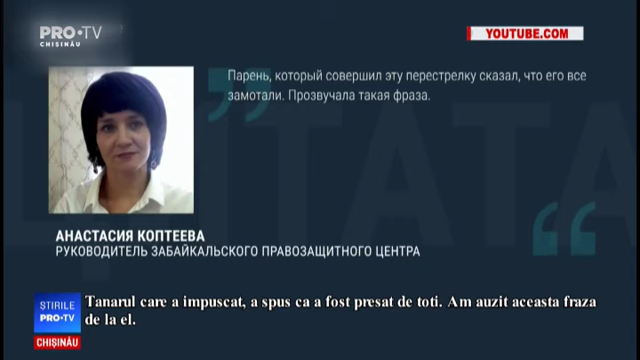 PRO·TV
CHIȘINĂU
YOUTUBE.COM
Парень, который совершил эту перестрелку сказал, что его все
замотали. Прозвучала такая фраза.
ЦИТАТА
АНАСТАСИЯ КОПТЕЕВА
РУКОВОДИТЕЛЬ ЗАБАЙКАЛЬСКОГО ПРАВОЗАЩИТНОГО ЦЕНТРА
ȘTIRILE
PRO·TV
CHIȘINĂU
Tanarul care a impuscat, a spus ca a fost presat de toti. Am auzit aceasta fraza
de la el.